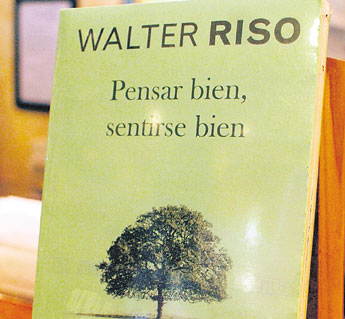 WALTER RISO
Pensar bien,
sentirse bien